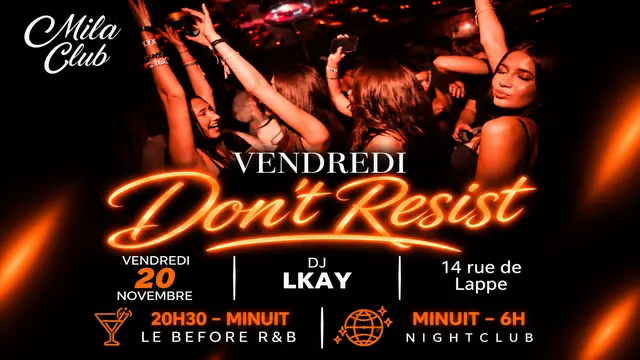 Mila
Club
VENDREDI
Don't Resist
VENDREDI
20
NOVEMBRE
DJ
LKAY
14 rue de
Lappe
20H30 – MINUIT
LE BEFORE R&B
MINUIT – 6H
NIGHTCLUB